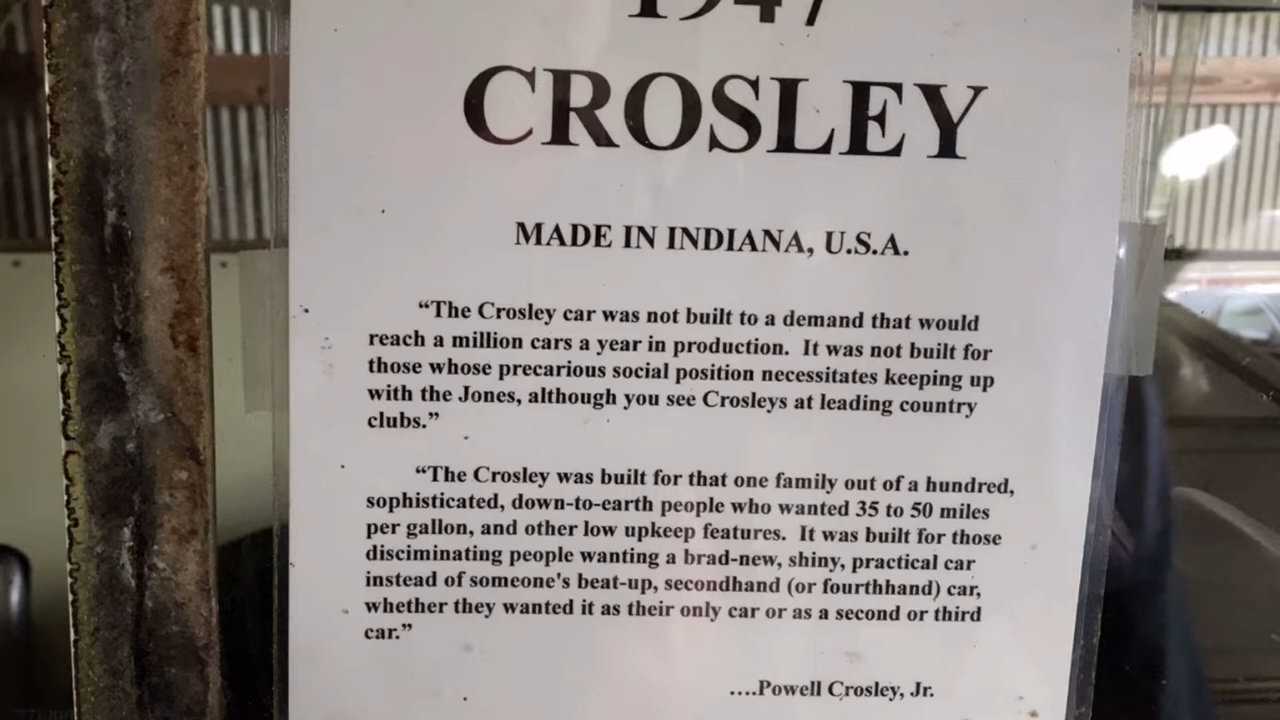 1947
CROSLEY
MADE IN INDIANA, U.S.A.
“The Crosley car was not built to a demand that would
reach a million cars a year in production. It was not built for
those whose precarious social position necessitates keeping up
with the Jones, although you see Crosleys at leading country
clubs.”
“The Crosley was built for that one family out of a hundred,
sophisticated, down-to-earth people who wanted 35 to 50 miles
per gallon, and other low upkeep features. It was built for those
disciminating people wanting a brad-new, shiny, practical car
instead of someone's beat-up, secondhand (or fourthhand) car,
whether they wanted it as their only car or as a second or third
car.”
....Powell Crosley, Jr.